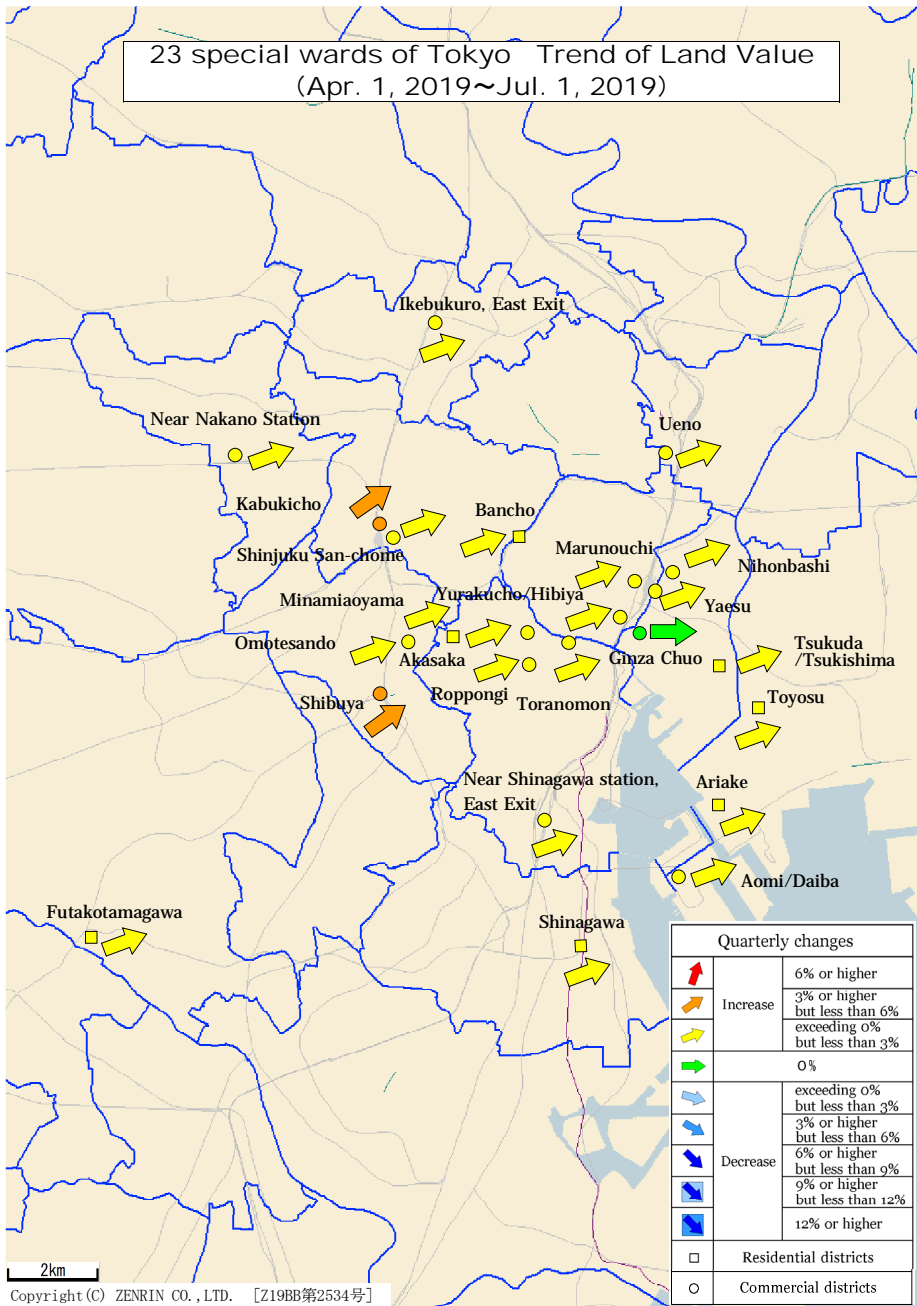 23 special wards of Tokyo Trend of Land Value
(Apr. 1, 2019~Jul. 1, 2019)
Ikebukuro, East Exit
Near Nakano Station
Ueno
Kabukicho
Bancho
Shinjuku San-chome
Marunouchi
Nihonbashi
Minamiaoyama
Yurakucho/Hibiya
Yaesu
Omotesando
Akasaka
Ginza Chuo
Tsukuda
/Tsukishima
Shibuya
Roppongi
Toranomon
Toyosu
Near Shinagawa station,
East Exit
Ariake
Aomi/Daiba
Futakotamagawa
Shinagawa
Quarterly changes
Increase
6% or higher
3% or higher
but less than 6%
exceeding 0%
but less than 3%
0%
Decrease
exceeding 0%
but less than 3%
3% or higher
but less than 6%
6% or higher
but less than 9%
9% or higher
but less than 12%
12% or higher
Residential districts
Commercial districts
2km
Copyright(C) ZENRIN CO.,LTD. [Z19BB第2534号]